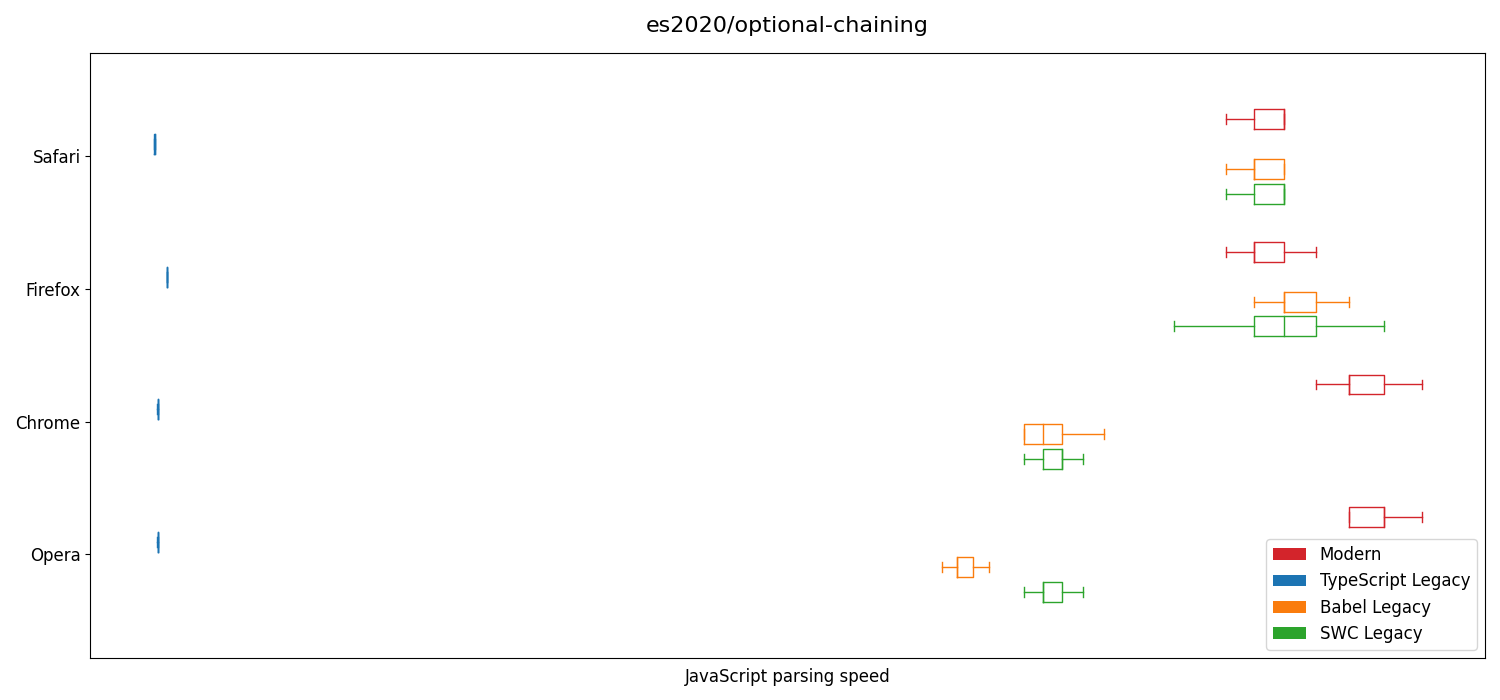 es2020/optional-chaining
Safari
Firefox
Chrome
Opera
Modern
TypeScript Legacy
Babel Legacy
SWC Legacy
JavaScript parsing speed